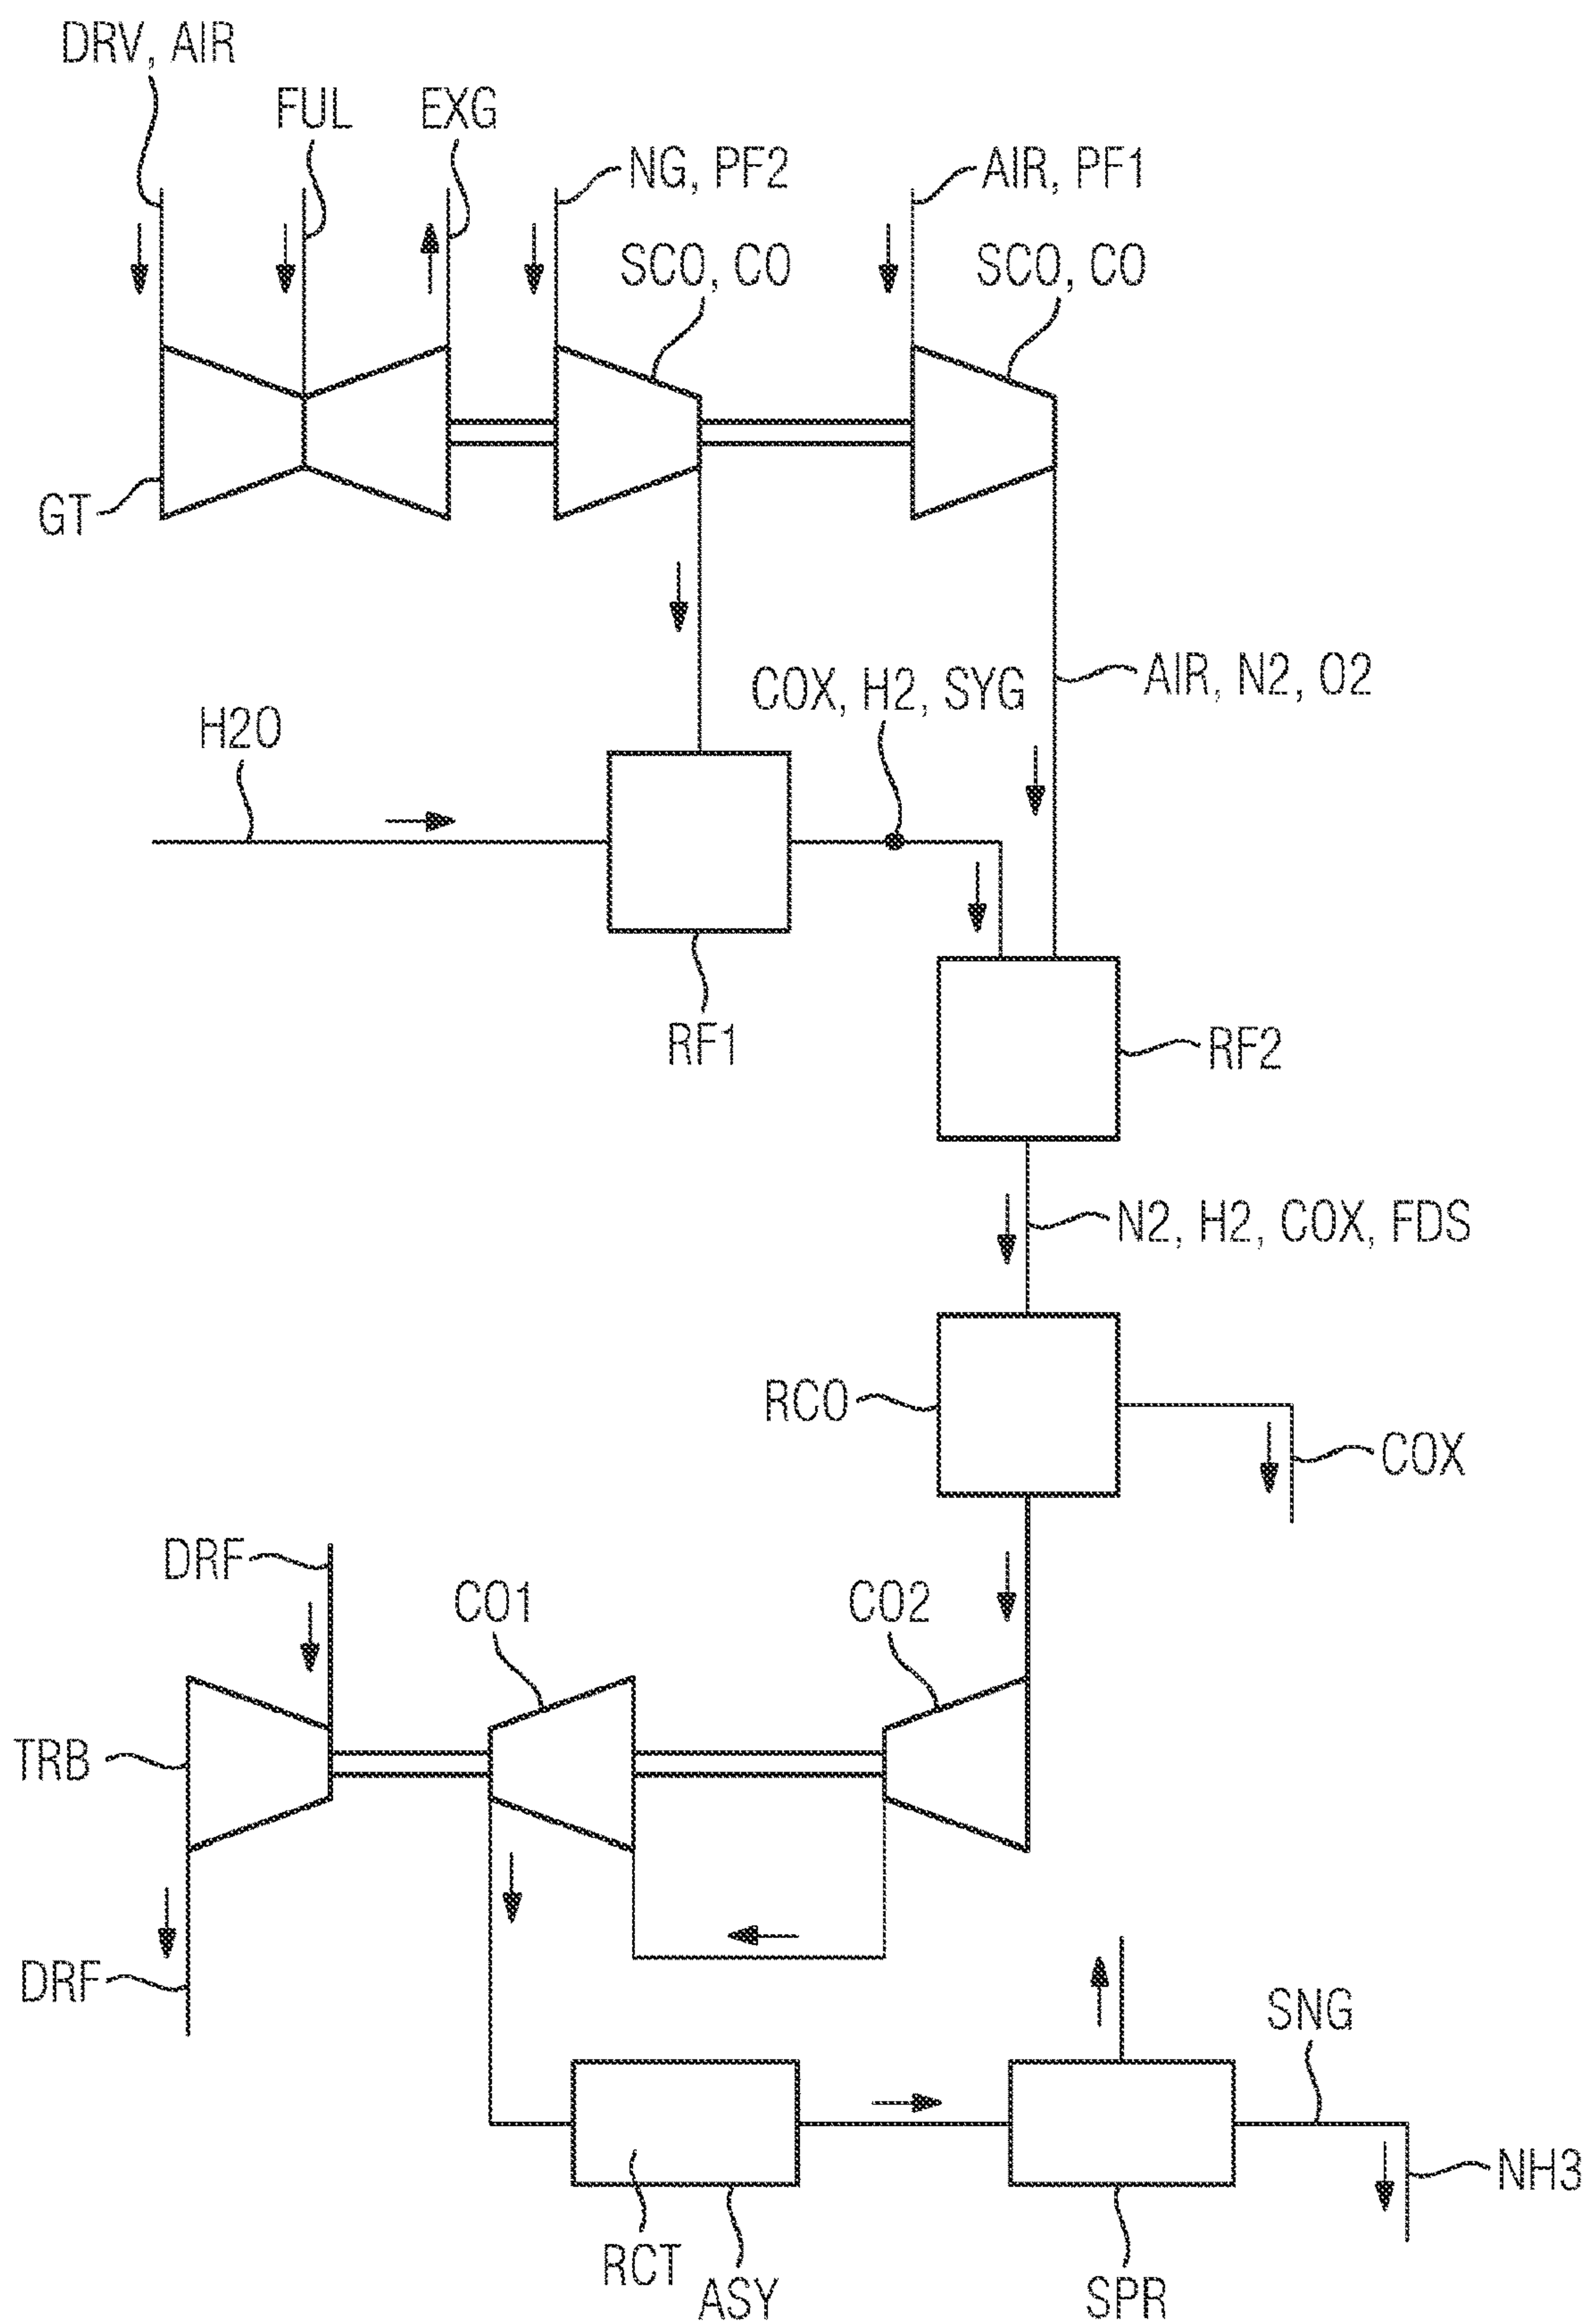 DRV, AIR
FUL
EXG
NG, PF2
AIR, PF1
SCO, CO
SCO, CO
GT
COX, H2, SYG
AIR, N2, O2
H2O
RF1
RF2
N2, H2, COX, FDS
RCO
COX
DRF
CO1
CO2
TRB
DRF
SNG
NH3
RCT
ASY
SPR